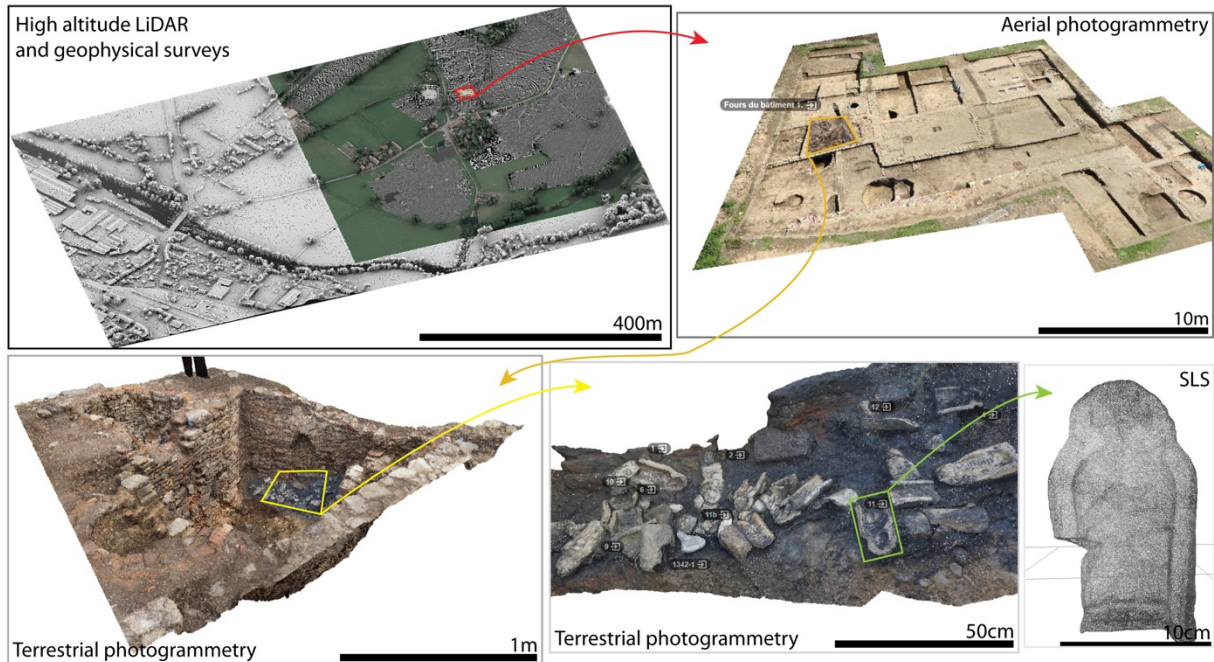 High altitude LiDAR
and geophysical surveys
400m
Aerial photogrammetry
Fours du bâtiment 1.
10m
Terrestrial photogrammetry
1m
12
2
10
6
11b
11
9
1342-1
Terrestrial photogrammetry
50cm
SLS
10cm